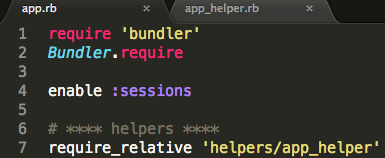 app.rb × app_helper.rb ×
1 require 'bundler'
2 Bundler.require
3
4 enable :sessions
5
6 # **** helpers ****
7 require_relative 'helpers/app_helper'